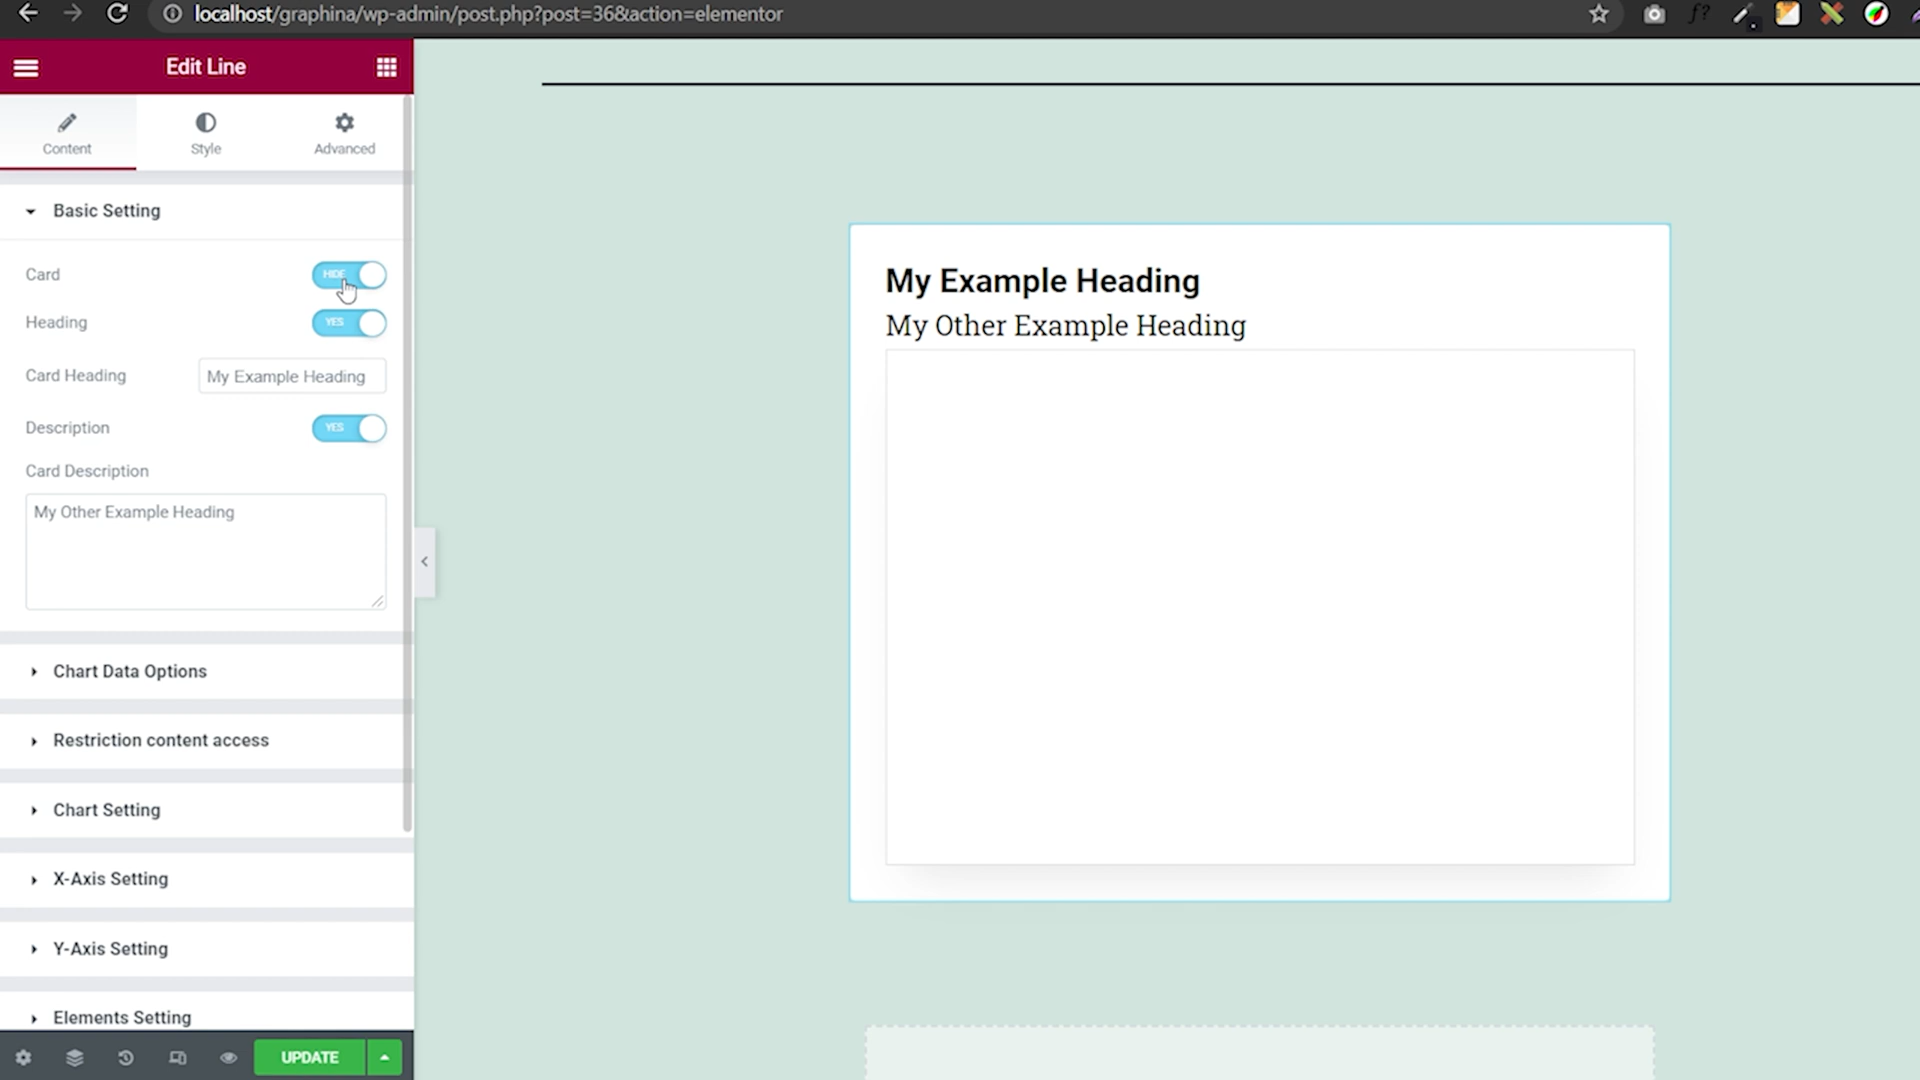 localhost/graphina/wp-admin/post.php?post=36&action=elementor
f?
Edit Line
Content
Style
Advanced
Basic Setting
Card
HIDE
Heading
YES
Card Heading
My Example Heading
Description
YES
Card Description
My Other Example Heading
Chart Data Options
Restriction content access
Chart Setting
X-Axis Setting
Y-Axis Setting
Elements Setting
UPDATE
My Example Heading
My Other Example Heading